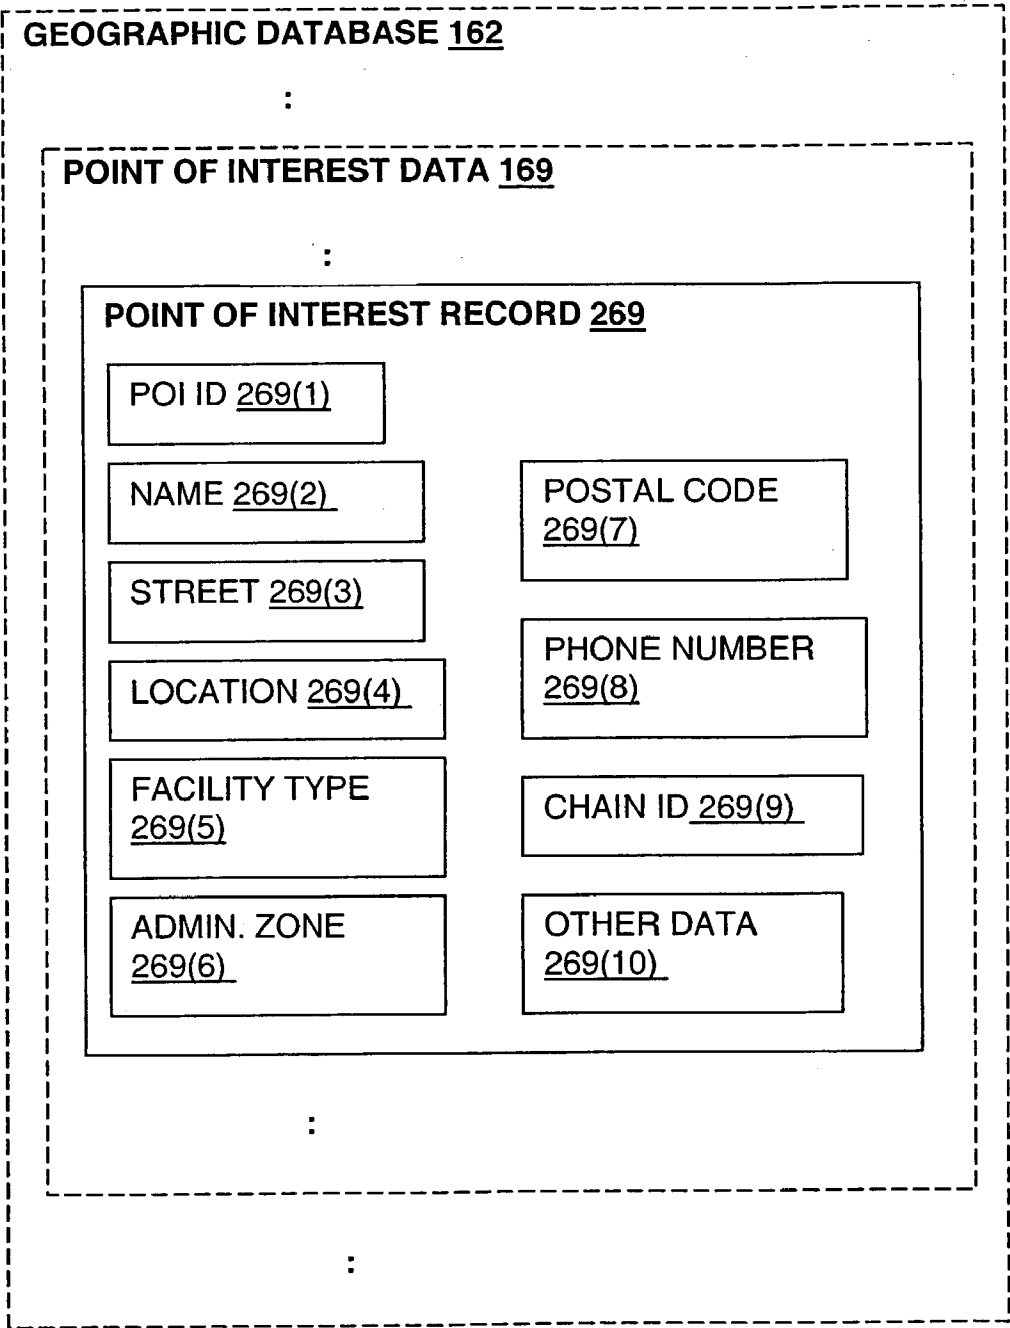 GEOGRAPHIC DATABASE 162
:
POINT OF INTEREST DATA 169
:
POINT OF INTEREST RECORD 269
POI ID 269(1)
NAME 269(2)
STREET 269(3)
LOCATION 269(4)
FACILITY TYPE
269(5)
ADMIN. ZONE
269(6)
POSTAL CODE
269(7)
PHONE NUMBER
269(8)
CHAIN ID 269(9)
OTHER DATA
269(10)
:
: